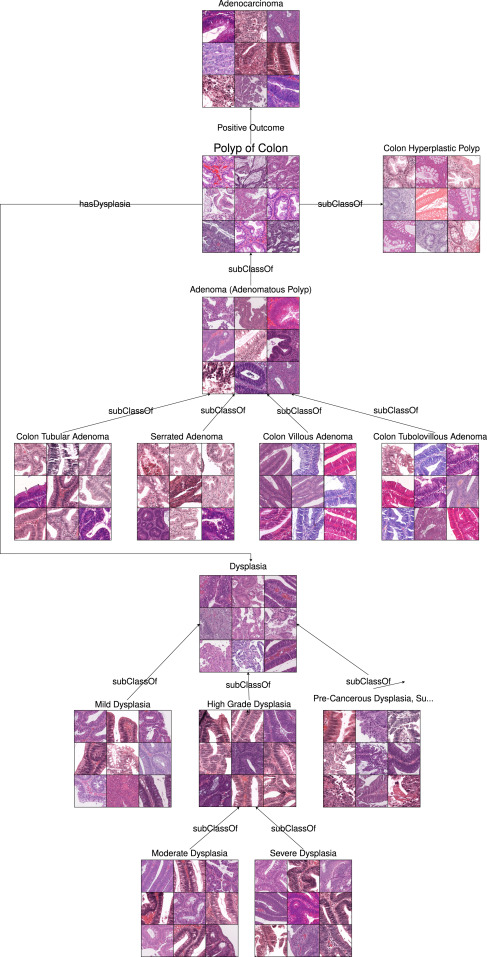 Adenocarcinoma
Positive Outcome
Polyp of Colon
Colon Hyperplastic Polyp
hasDysplasia
subClassOf
subClassOf
Adenoma (Adenomatous Polyp)
subClassOf
subClassOf
subClassOf
subClassOf
Colon Tubular Adenoma
Serrated Adenoma
Colon Villous Adenoma
Colon Tubolovillous Adenoma
Dysplasia
subClassOf
subClassOf
subClassOf
Mild Dysplasia
High Grade Dysplasia
Pre-Cancerous Dysplasia, Su...
subClassOf
subClassOf
Moderate Dysplasia
Severe Dysplasia